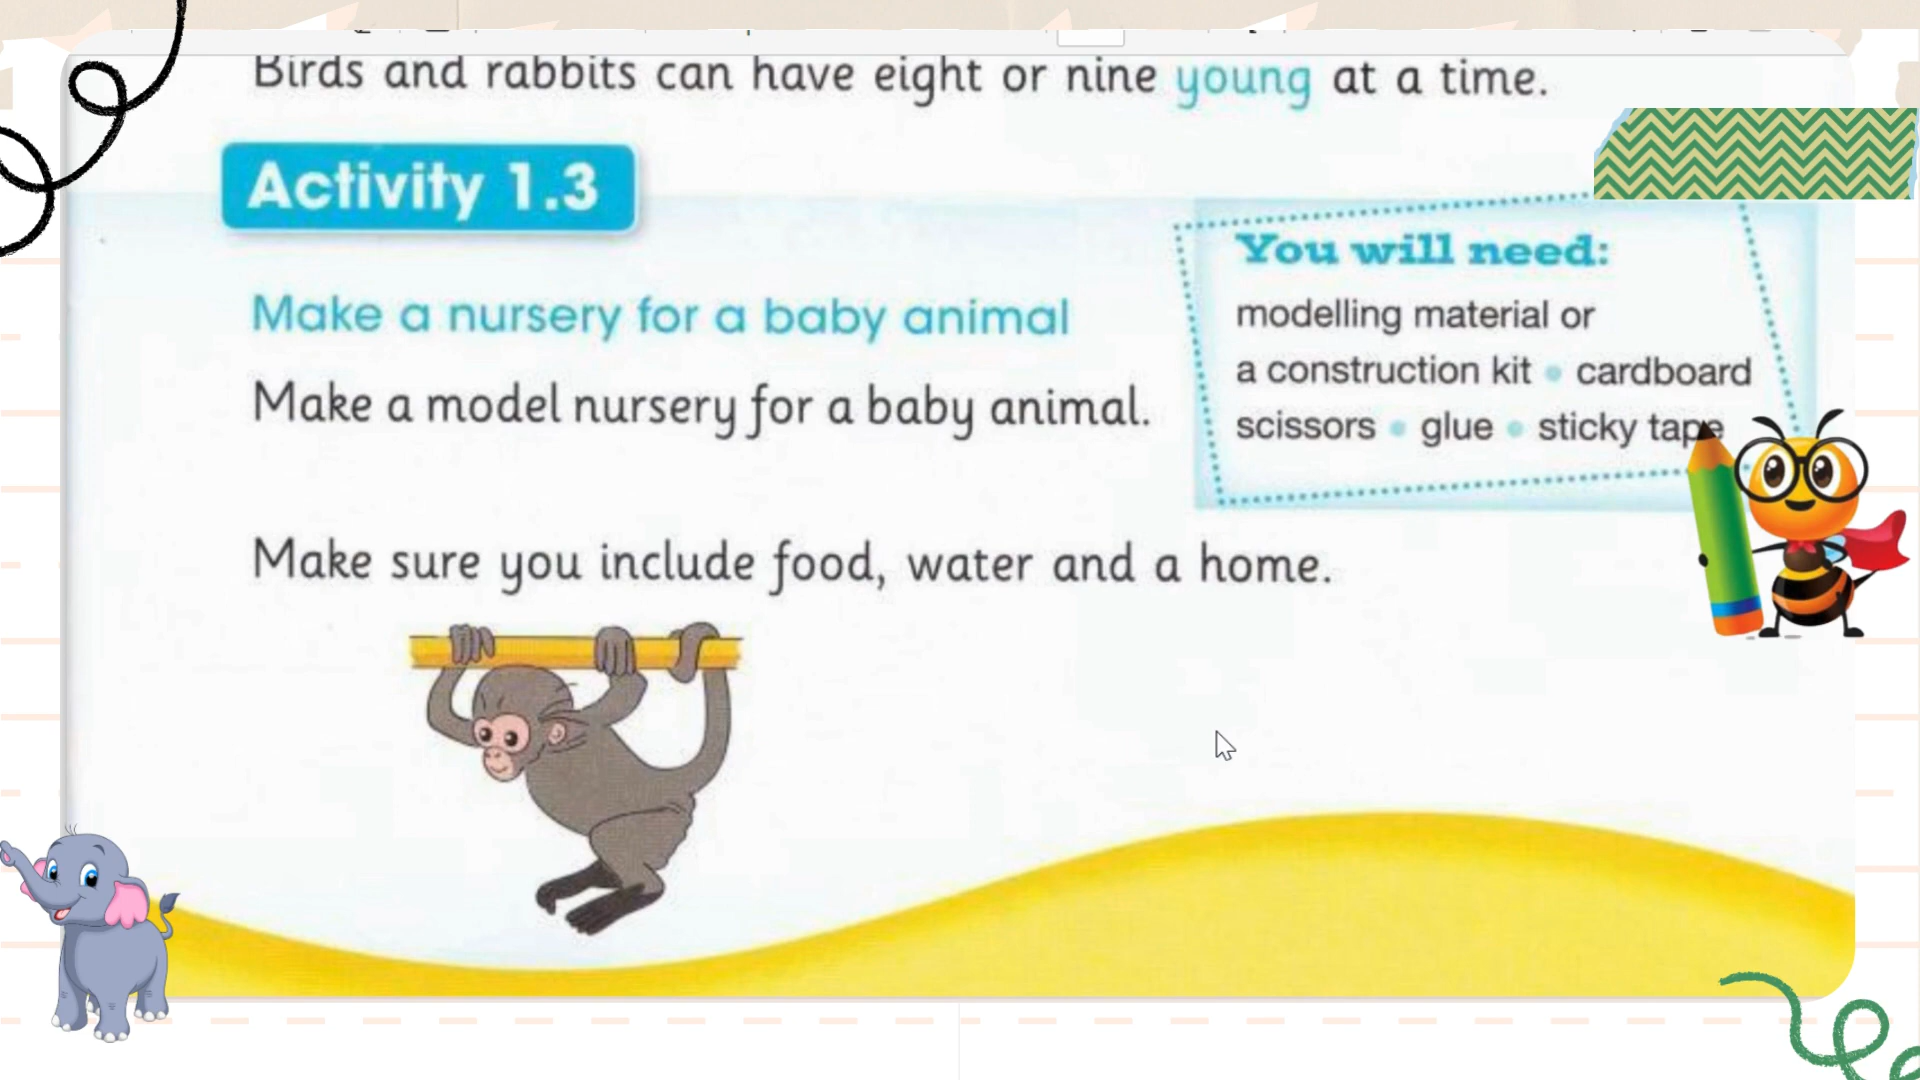 Birds and rabbits can have eight or nine young at a time.
Activity 1.3
You will need:
Make a nursery for a baby animal
modelling material or
a construction kit • cardboard
Make a model nursery for a baby animal.
scissors • glue • sticky tape
Make sure you include food, water and a home.